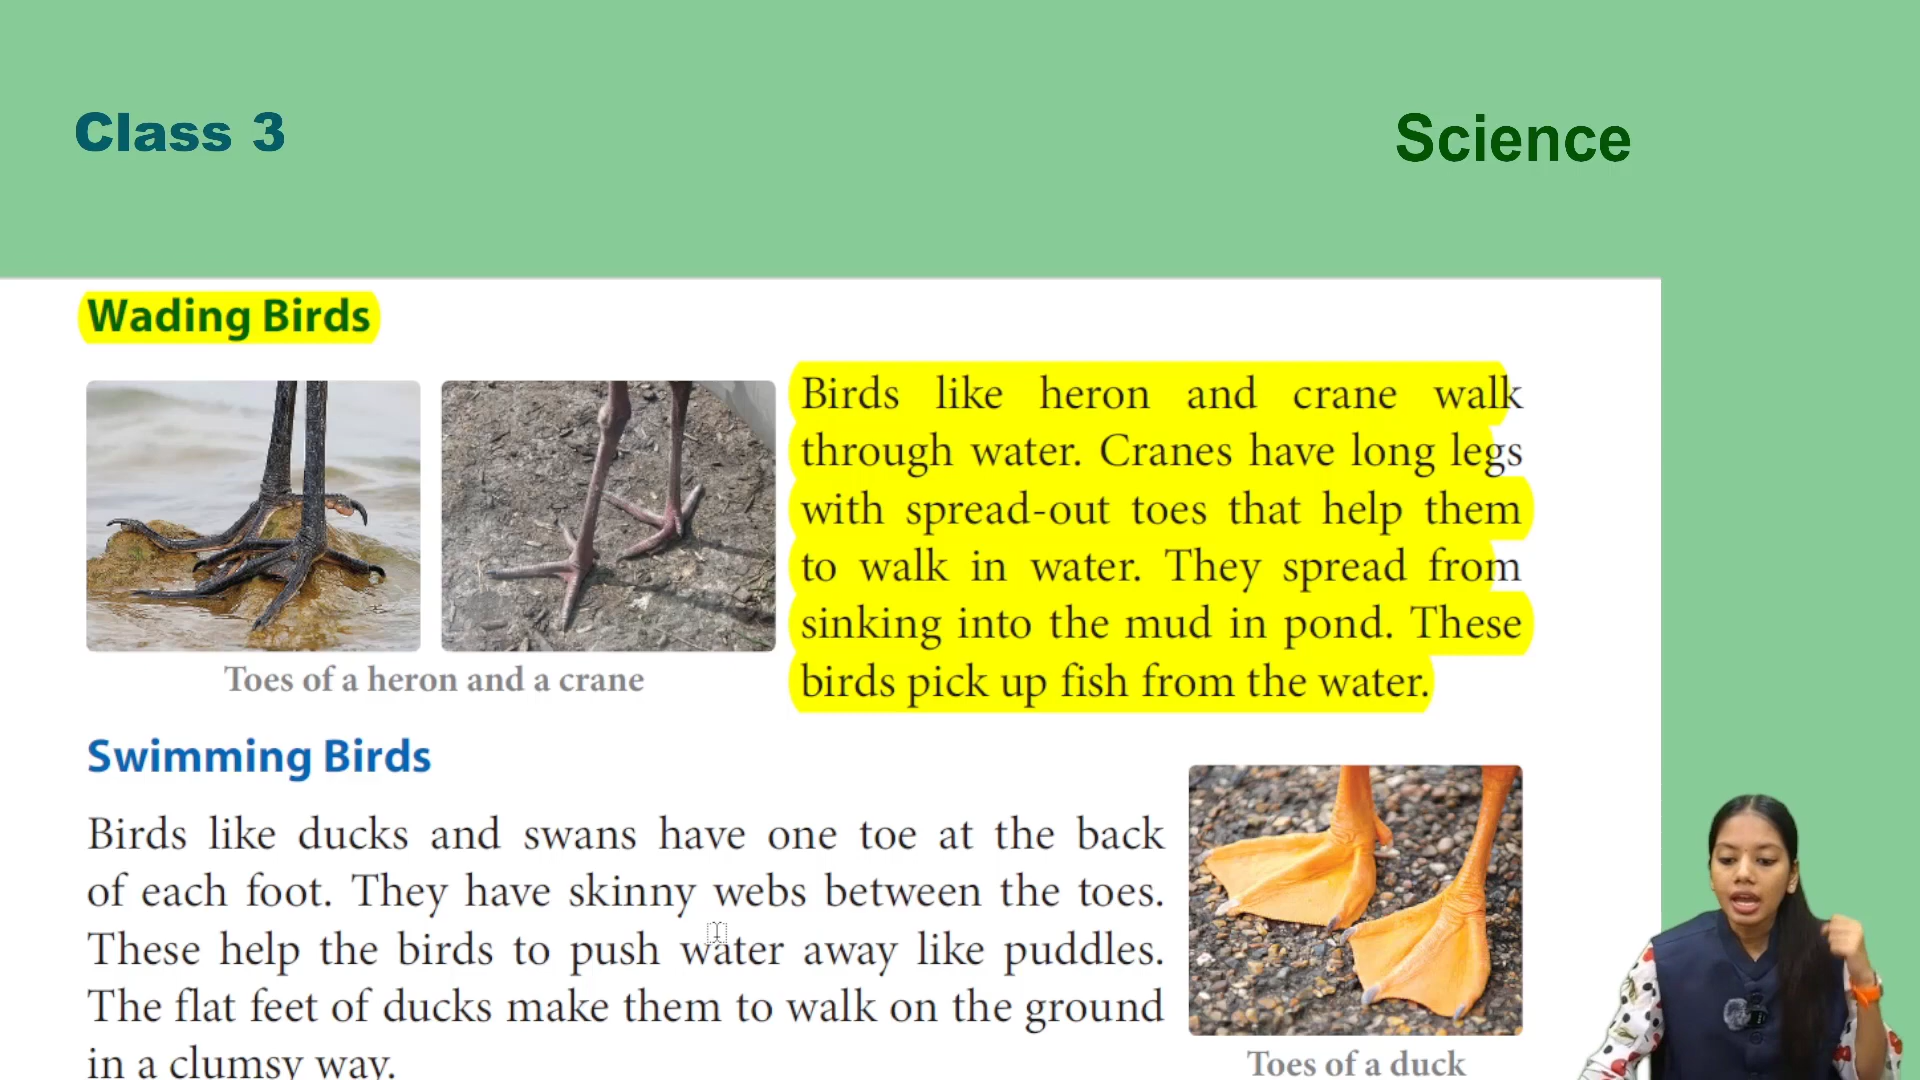 Class 3
Science
Wading Birds
Birds like heron and crane walk
through water. Cranes have long legs
with spread-out toes that help them
to walk in water. They spread from
sinking into the mud in pond. These
birds pick up fish from the water.
Toes of a heron and a crane
Swimming Birds
Birds like ducks and swans have one toe at the back
of each foot. They have skinny webs between the toes.
These help the birds to push water away like puddles.
The flat feet of ducks make them to walk on the ground
in a clumsy way.
Toes of a duck